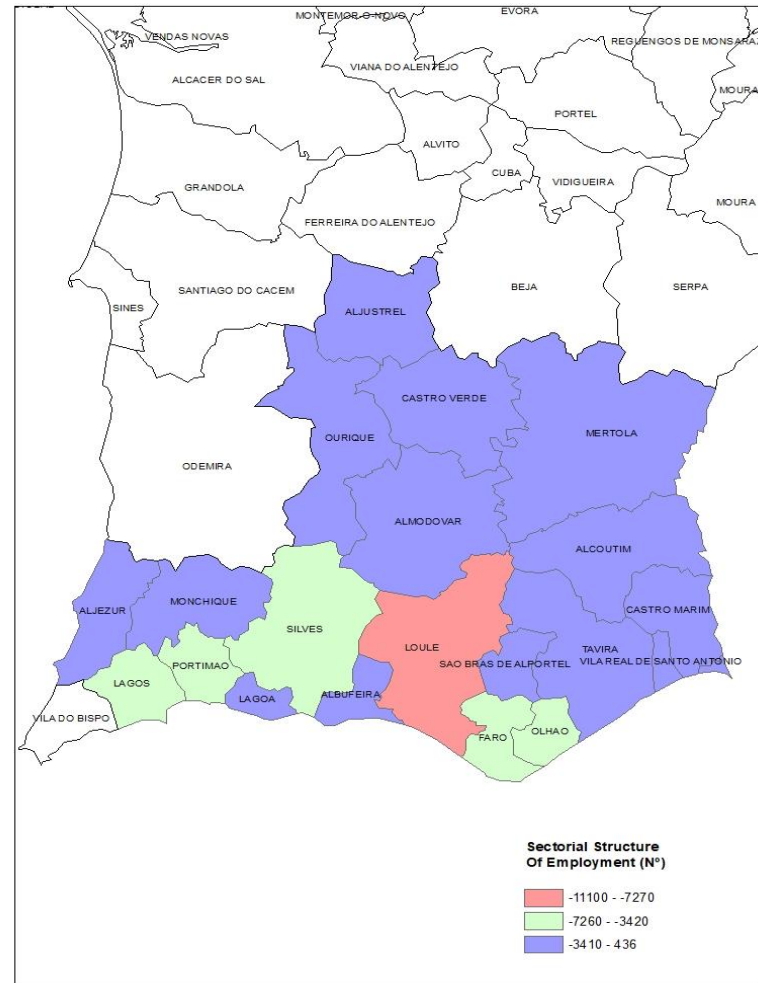 MONTEMOR-O-NOVO
EVORA
VENDAS NOVAS
REGUENGOS DE MONSARAZ
VIANA DO ALENTEJO
ALCACER DO SAL
MOURA
PORTEL
ALVITO
CUBA
VIDIGUEIRA
GRANDOLA
MOURA
FERREIRA DO ALENTEJO
SANTIAGO DO CACEM
BEJA
SERPA
SINES
ALJUSTREL
CASTRO VERDE
OURIQUE
MERTOLA
ODEMIRA
ALMODOVAR
ALCOUTIM
ALJEZUR
MONCHIQUE
CASTRO MARIM
SILVES
LOULE
TAVIRA
SAO BRAS DE ALPORTEL
VILA REAL DE SANTO ANTONIO
PORTIMAO
LAGOS
LAGOA
ALBUFEIRA
VILA DO BISPO
OLHAO
FARO
Sectorial Structure
Of Employment (Nº)
-11100 - -7270
-7260 - -3420
-3410 - 436